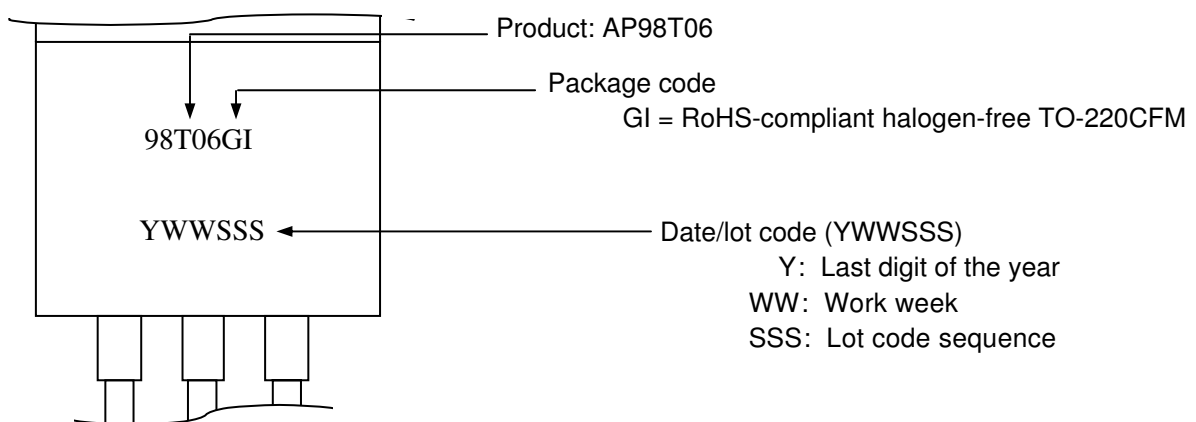 Product: AP98T06
Package code
GI = RoHS-compliant halogen-free TO-220CFM
98T06GI
YWWSSS
Date/lot code (YWWSSS)
Y: Last digit of the year
WW: Work week
SSS: Lot code sequence